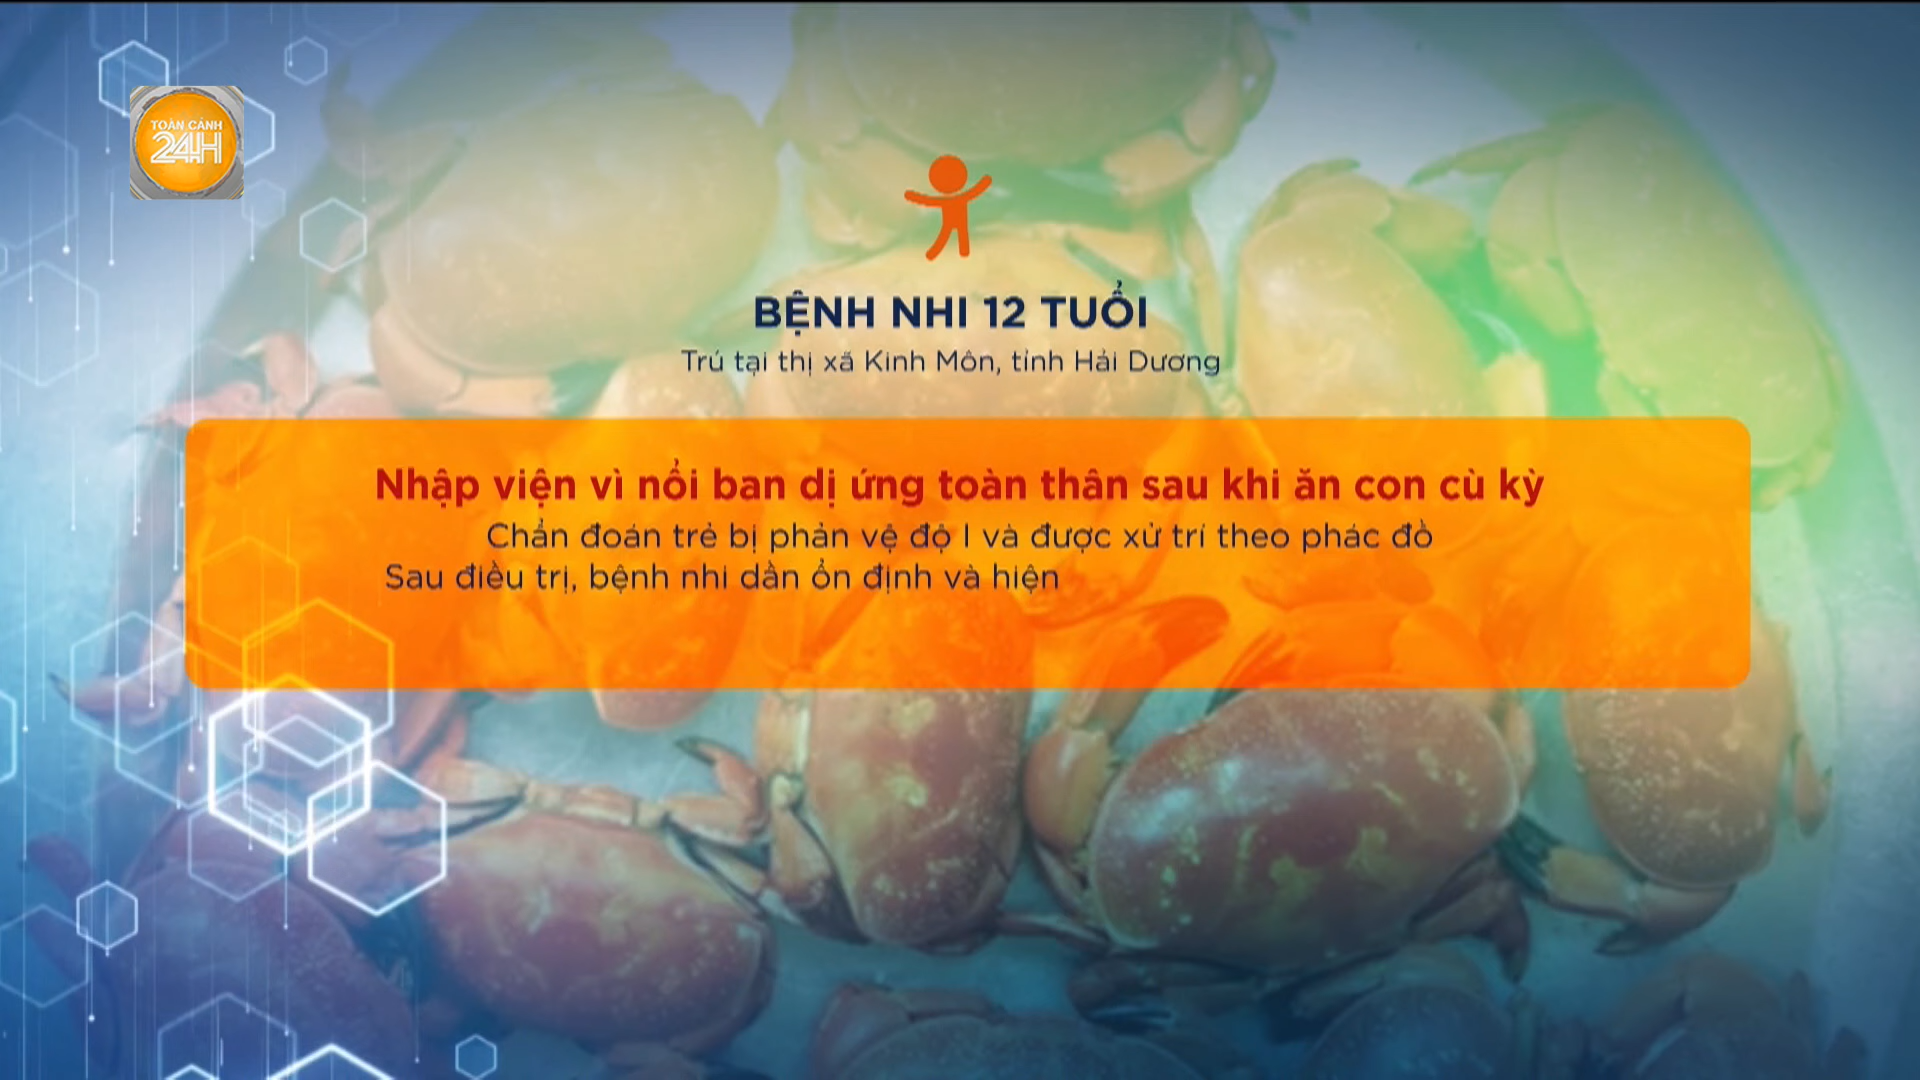 TOÀN CẢNH
24H
BỆNH NHI 12 TUỔI
Trú tại thị xã Kinh Môn, tỉnh Hải Dương
Nhập viện vì nổi ban dị ứng toàn thân sau khi ăn con cù kỳ
Chẩn đoán trẻ bị phản vệ độ I và được xử trí theo phác đồ
Sau điều trị, bệnh nhi dần ổn định và hiện